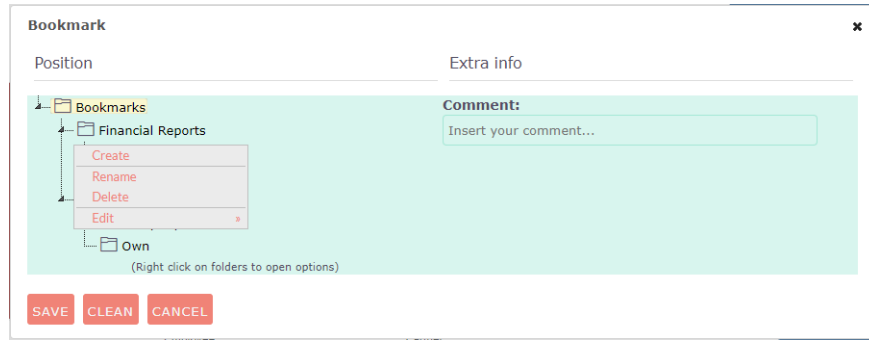 Bookmark
Position
Extra info
Bookmarks
Comment:
Financial Reports
Insert your comment...
Create
Rename
Delete
Edit »
Own
(Right click on folders to open options)
SAVE CLEAN CANCEL